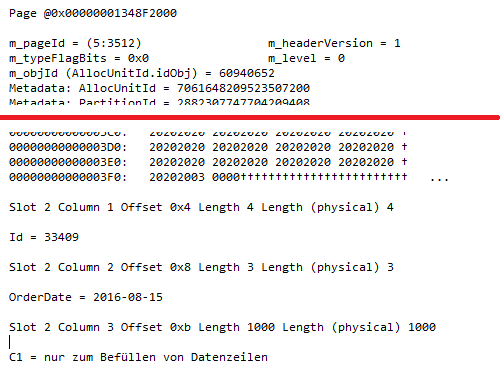 Page @0x00000001348F2000
m_pageId = (5:3512) m_headerVersion = 1
m_typeFlagBits = 0x0 m_level = 0
m_objId (AllocUnitId.idObj) = 60940652
Metadata: AllocUnitId = 7061648209523507200
Metadata: PartitionId = 2882307747704209408
00000000000003C0: 20202020 20202020 20202020 20202020 †
00000000000003D0: 20202020 20202020 20202020 20202020 †
00000000000003E0: 20202020 20202020 20202020 20202020 †
00000000000003F0: 20202003 0000†††††††††††††††††††††††† ...
Slot 2 Column 1 Offset 0x4 Length 4 Length (physical) 4
Id = 33409
Slot 2 Column 2 Offset 0x8 Length 3 Length (physical) 3
OrderDate = 2016-08-15
Slot 2 Column 3 Offset 0xb Length 1000 Length (physical) 1000
C1 = nur zum Befüllen von Datenzeilen